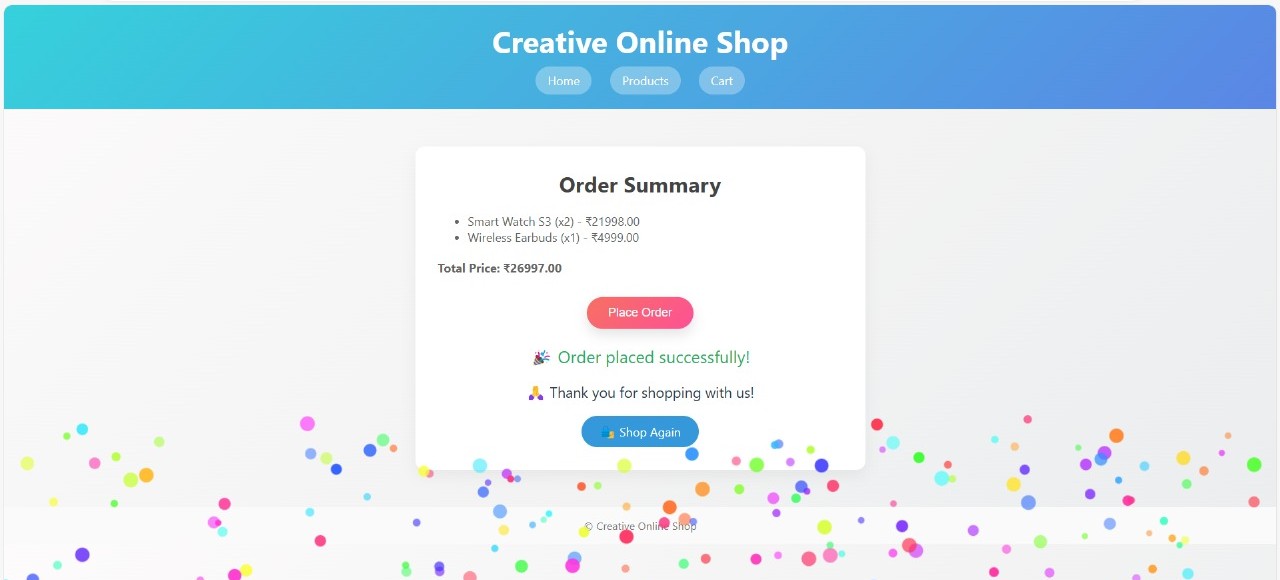 Creative Online Shop
Home Products Cart
Order Summary
• Smart Watch S3 (x2) - ₹21998.00
• Wireless Earbuds (x1) - ₹4999.00
Total Price: ₹26997.00
Place Order
🎉 Order placed successfully!
🙏 Thank you for shopping with us!
🛍️ Shop Again
© Creative Online Shop